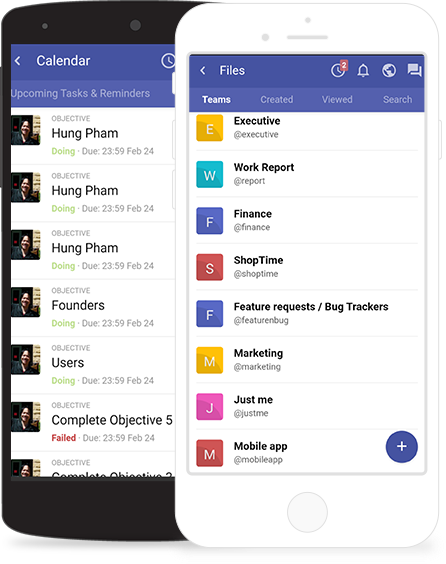 Calendar
Upcoming Tasks & Reminders
OBJECTIVE
Hung Pham
Doing · Due: 23:59 Feb 24
OBJECTIVE
Hung Pham
Doing · Due: 23:59 Feb 24
OBJECTIVE
Hung Pham
Doing · Due: 23:59 Feb 24
OBJECTIVE
Founders
Doing · Due: 23:59 Feb 24
OBJECTIVE
Users
Doing · Due: 23:59 Feb 24
OBJECTIVE
Complete Objective 5
Failed · Due: 23:59 Feb 24
OBJECTIVE
Complete Objective
Files
2
Teams Created Viewed Search
E
Executive
@executive
W
Work Report
@report
F
Finance
@finance
S
ShopTime
@shoptime
F
Feature requests / Bug Trackers
@featurenbug
M
Marketing
@marketing
J
Just me
@justme
M
Mobile app
@mobileapp
+